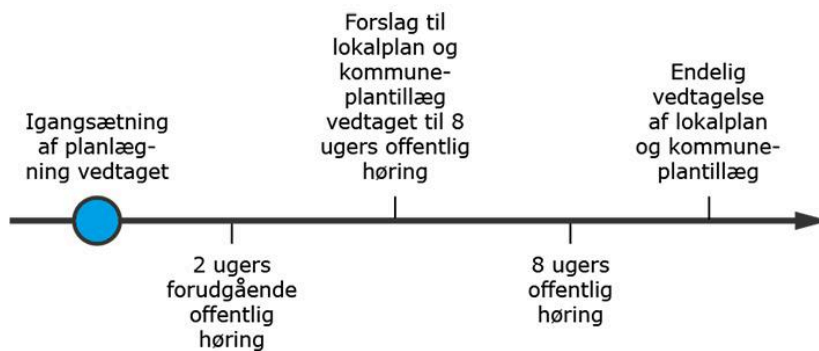 Igangsætning
af planlæg-
ning vedtaget
2 ugers
forudgående
offentlig
høring
Forslag til
lokalplan og
kommune-
plantillæg
vedtaget til 8
ugers offentlig
høring
8 ugers
offentlig
høring
Endelig
vedtagelse
af lokalplan
og kommune-
plantillæg